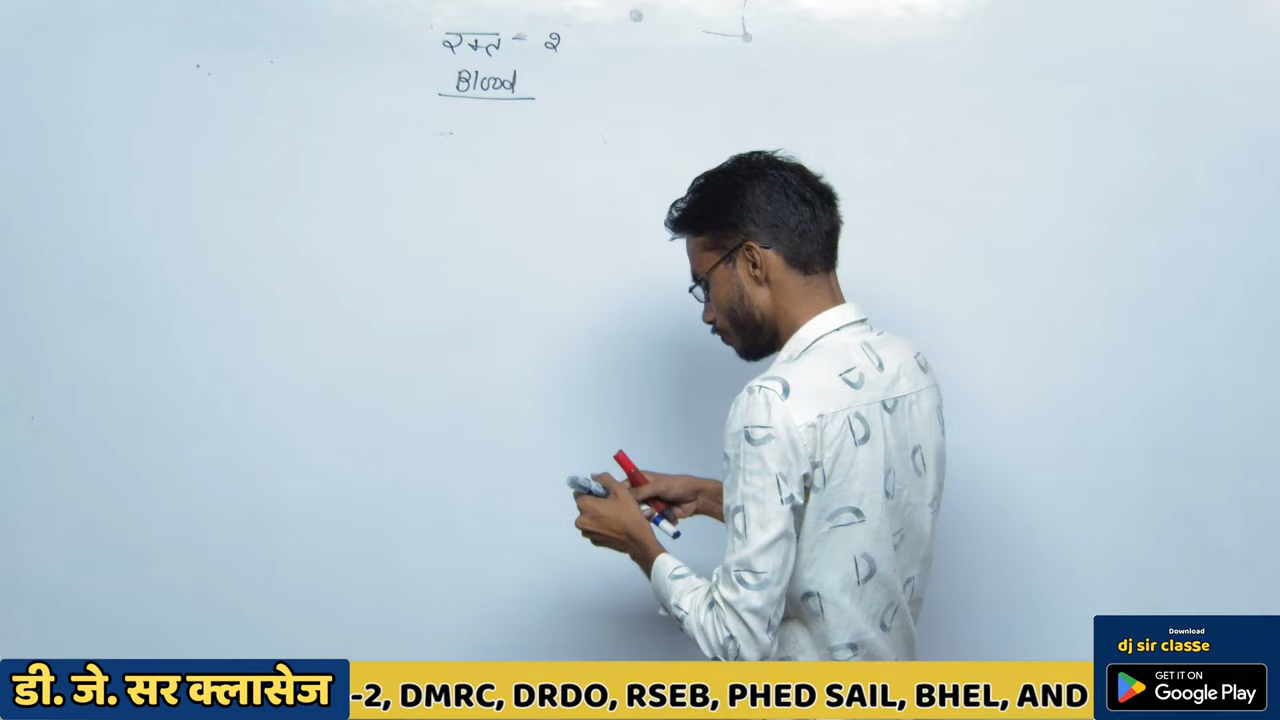 रक्त = 2
Blood
डी. जे. सर क्लासेज
-2, DMRC, DRDO, RSEB, PHED SAIL, BHEL, AND
Download
dj sir classe
GET IT ON
Google Play